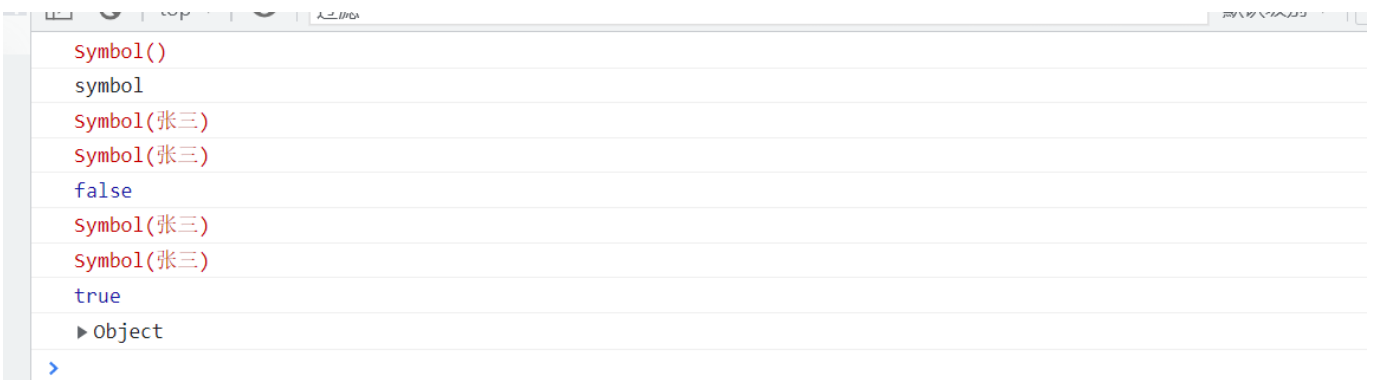 Symbol()
symbol
Symbol(张三)
Symbol(张三)
false
Symbol(张三)
Symbol(张三)
true
▶Object
>